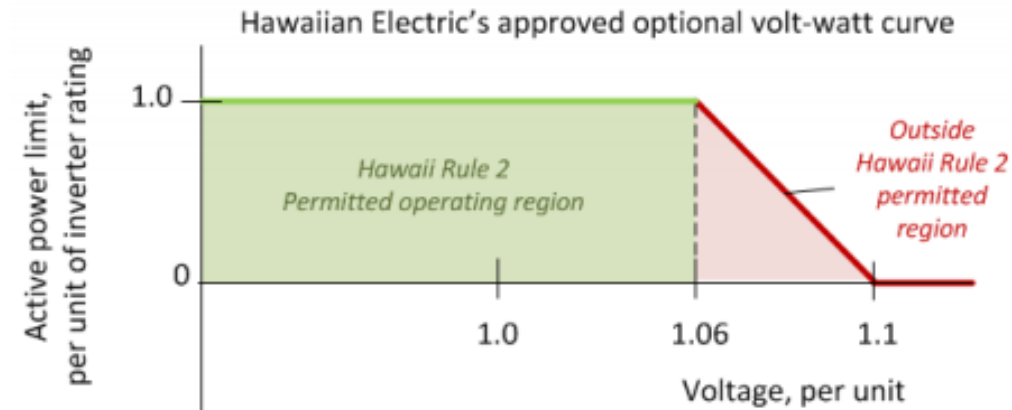 Hawaiian Electric's approved optional volt-watt curve
Active power limit,
per unit of inverter rating
1.0
0
Hawaii Rule 2
Permitted operating region
Outside
Hawaii Rule 2
permitted
region
1.0
1.06
1.1
Voltage, per unit